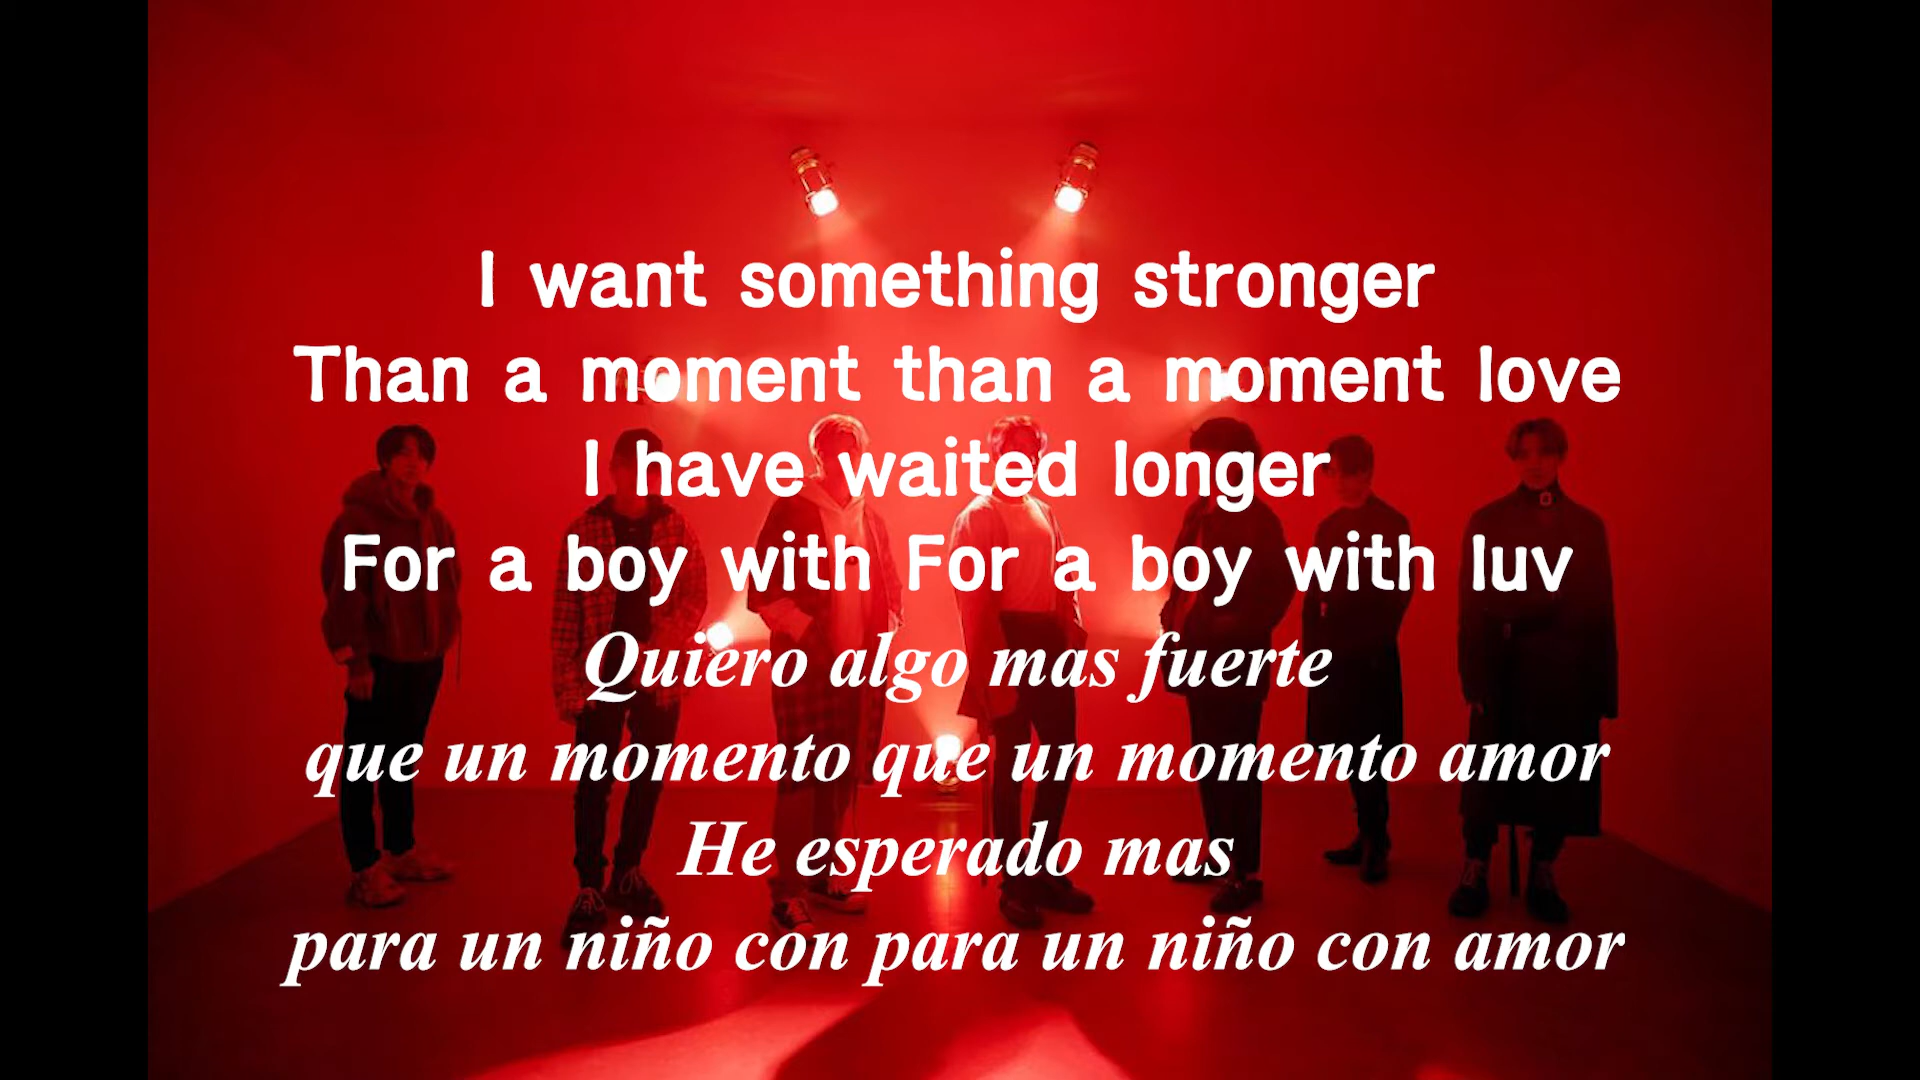 I want something stronger
Than a moment than a moment love
I have waited longer
For a boy with For a boy with luv
Quiero algo mas fuerte
que un momento que un momento amor
He esperado mas
para un niño con para un niño con amor